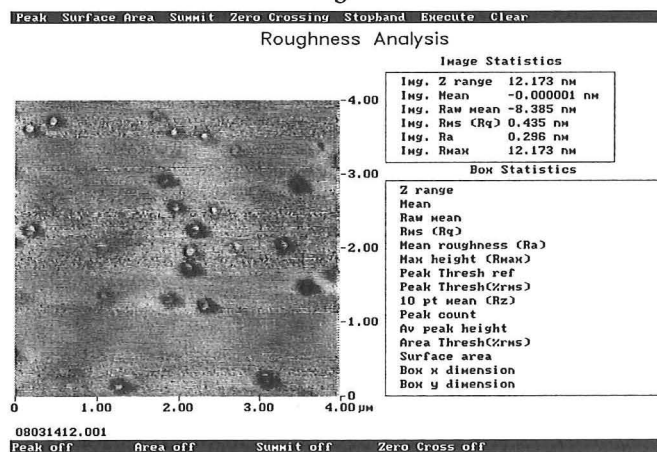 Peak Surface Area Summit Zero Crossing Stopband Execute Clear
Roughness Analysis
Image Statistics
Img. Z range 12.173 nm
Img. Mean -0.000001 nm
Img. Raw mean -8.385 nm
Img. Rms (Rq) 0.435 nm
Img. Ra 0.296 nm
Img. Rmax 12.173 nm
Box Statistics
Z range
Mean
Raw mean
Rms (Rq)
Mean roughness (Ra)
Max height (Rmax)
Peak Thresh ref
Peak Thresh(%rms)
10 pt mean (Rz)
Peak count
Av peak height
Area Thresh(%rms)
Surface area
Box x dimension
Box y dimension
4.00
3.00
2.00
1.00
0
0 1.00 2.00 3.00 4.00 µm
08031412.001
Peak off Area off Summit off Zero Cross off